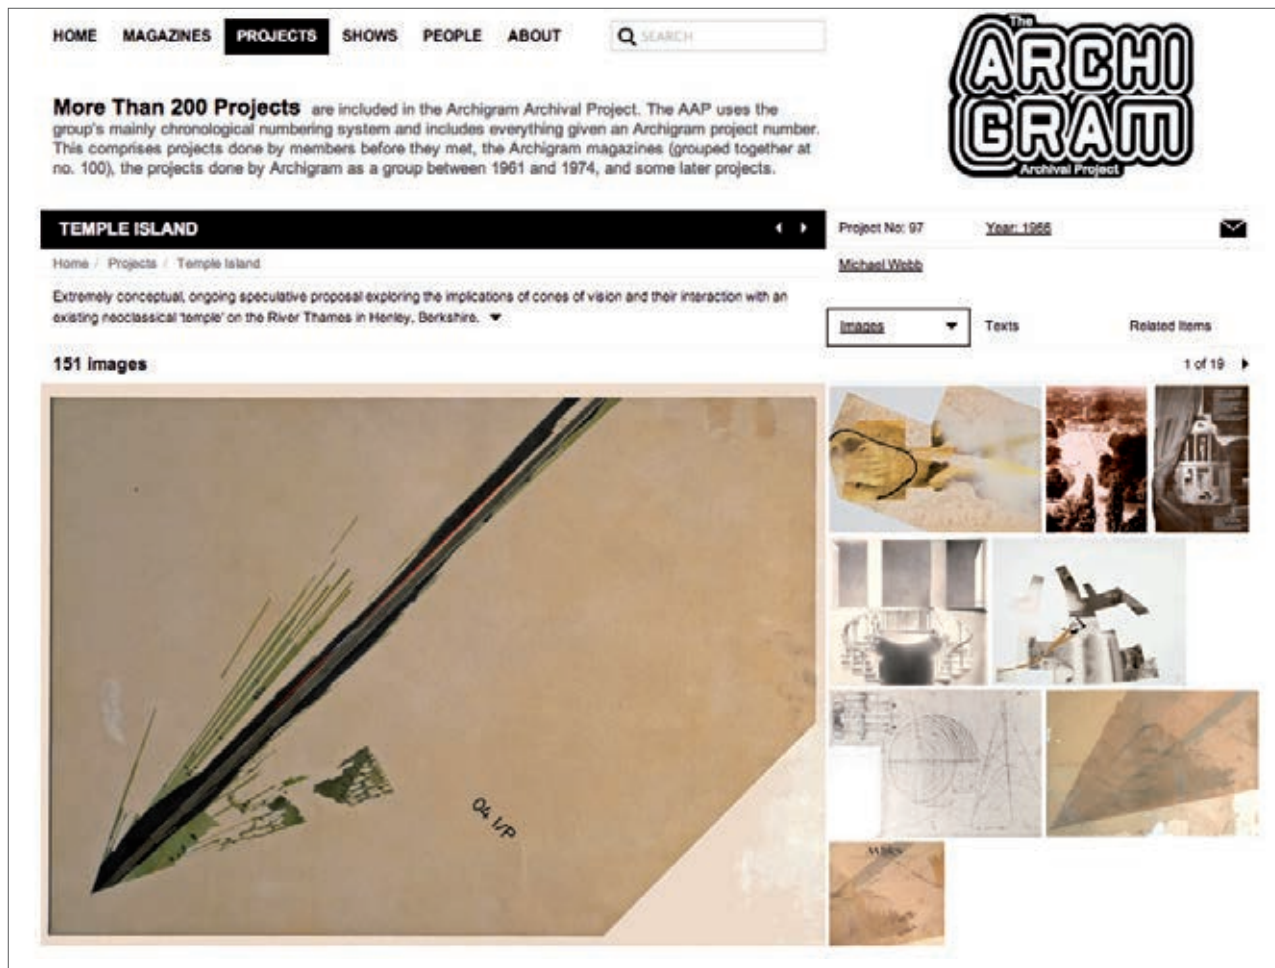 HOME MAGAZINES PROJECTS SHOWS PEOPLE ABOUT SEARCH
The
ARCHI
GRAM
Archival Project
More Than 200 Projects are included in the Archigram Archival Project. The AAP uses the
group's mainly chronological numbering system and includes everything given an Archigram project number.
This comprises projects done by members before they met, the Archigram magazines (grouped together at
no. 100), the projects done by Archigram as a group between 1961 and 1974, and some later projects.
TEMPLE ISLAND
Project No: 97 Year: 1966
Home / Projects / Temple Island
Michael Webb
Extremely conceptual, ongoing speculative proposal exploring the implications of cones of vision and their interaction with an
existing neoclassical 'temple' on the River Thames in Henley, Berkshire.
Images Texts Related Items
151 images
1 of 19
04 I/P